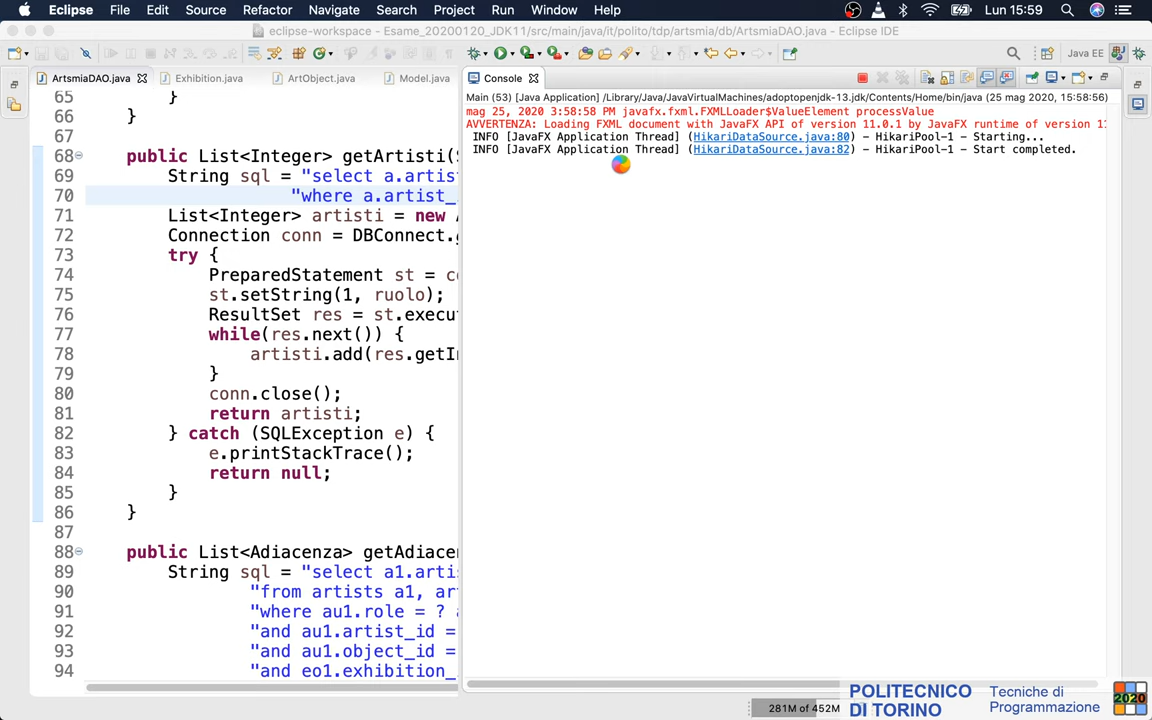 Eclipse File Edit Source Refactor Navigate Search Project Run Window Help Lun 15:59
eclipse-workspace - Esame_20200120_JDK11/src/main/java/it/polito/tdp/artsmia/db/ArtsmiaDAO.java - Eclipse IDE
Java EE
ArtsmiaDAO.java Exhibition.java ArtObject.java Model.java
65 }
66 }
67
68 public List<Integer> getArtisti(S
69 String sql = "select a.artis
70 "where a.artist_
71 List<Integer> artisti = new A
72 Connection conn = DBConnect.
73 try {
74 PreparedStatement st = co
75 st.setString(1, ruolo);
76 ResultSet res = st.execu
77 while(res.next()) {
78 artisti.add(res.getIn
79 }
80 conn.close();
81 return artisti;
82 } catch (SQLException e) {
83 e.printStackTrace();
84 return null;
85 }
86 }
87
88 public List<Adiacenza> getAdiacen
89 String sql = "select a1.artis
90 "from artists a1, ar
91 "where au1.role = ? a
92 "and au1.artist_id =
93 "and au1.object_id =
94 "and eo1.exhibition_
Console
Main (53) [Java Application] /Library/Java/JavaVirtualMachines/adoptopenjdk-13.jdk/Contents/Home/bin/java (25 mag 2020, 15:58:56)
mag 25, 2020 3:58:58 PM javafx.fxml.FXMLLoader$ValueElement processValue
AVVERTENZA: Loading FXML document with JavaFX API of version 11.0.1 by JavaFX runtime of version 11
INFO [JavaFX Application Thread] (HikariDataSource.java:80) - HikariPool-1 - Starting...
INFO [JavaFX Application Thread] (HikariDataSource.java:82) - HikariPool-1 - Start completed.
281M of 452M
POLITECNICO
DI TORINO
Tecniche di
Programmazione
2020